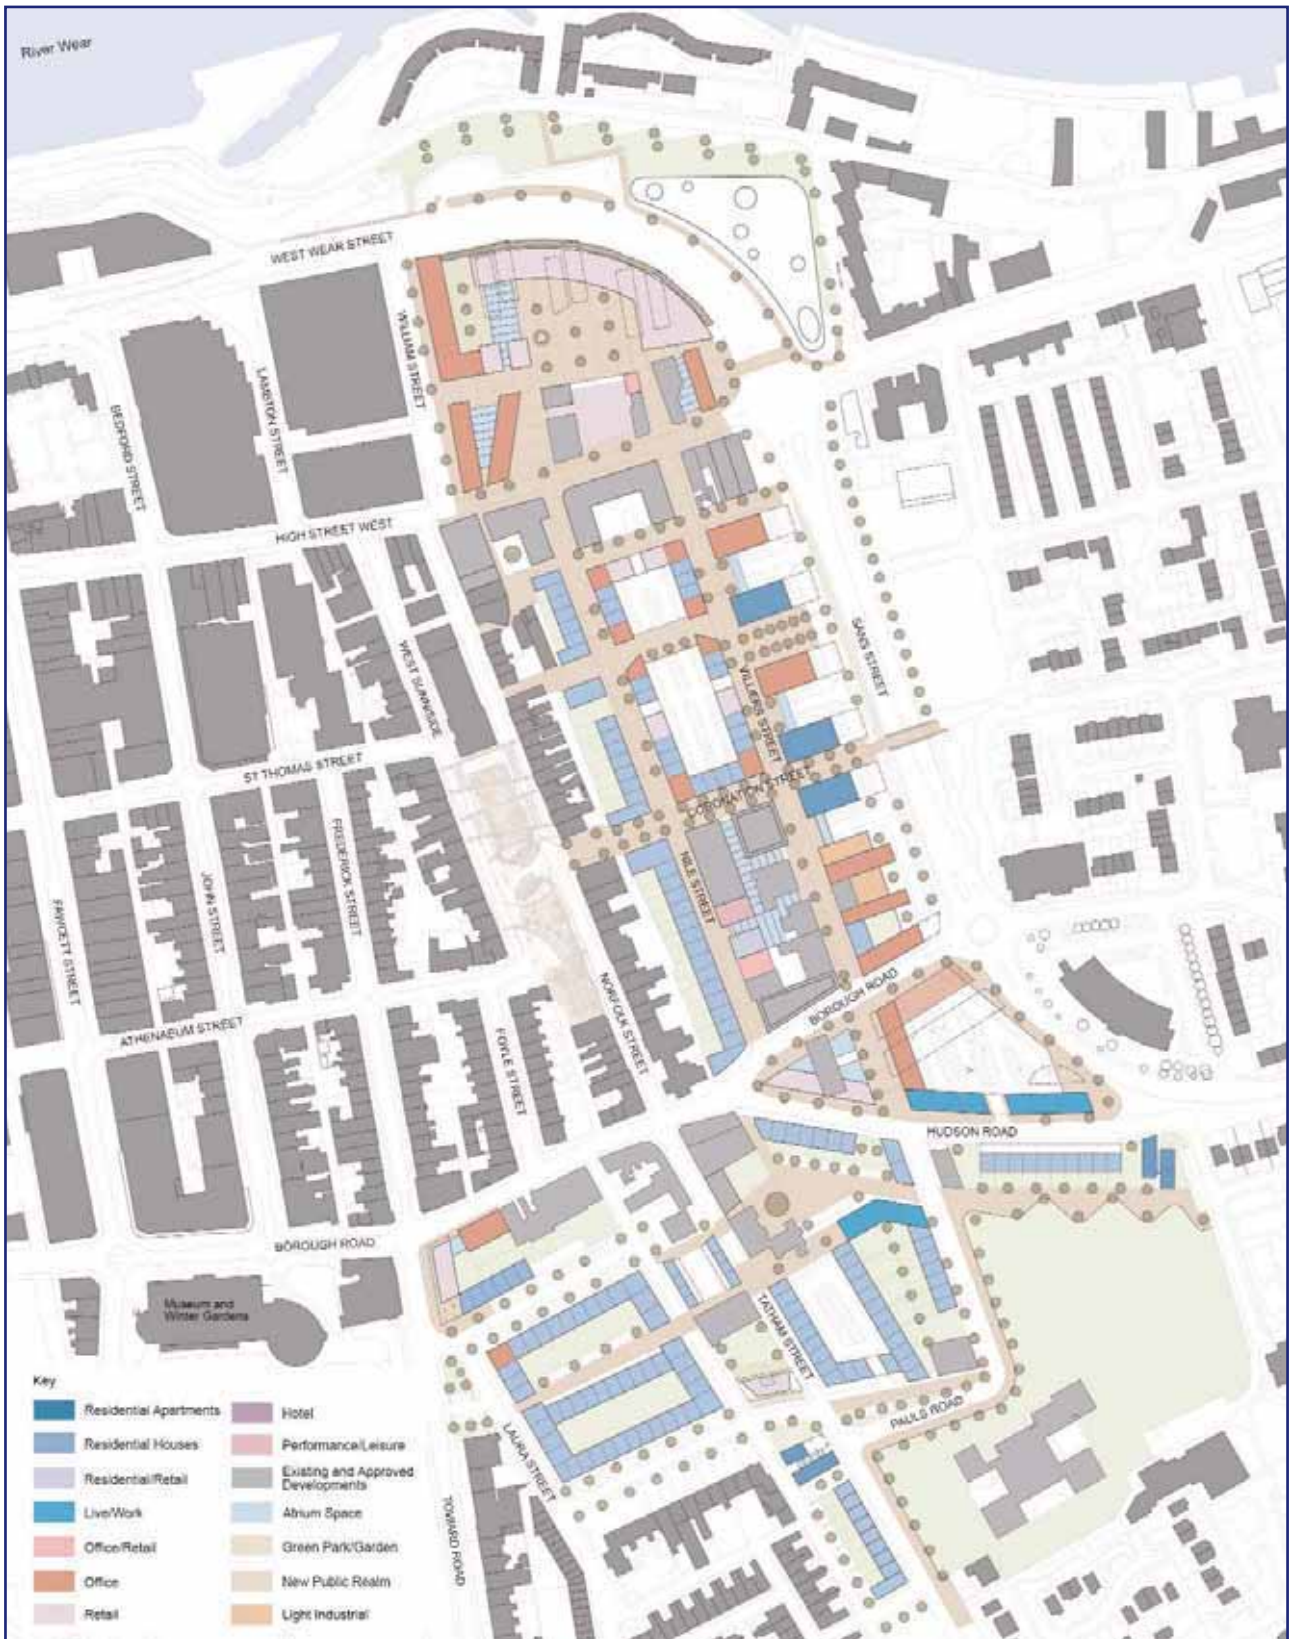 River Wear
WEST WEAR STREET
WILLIAM STREET
LAMBTON STREET
BEDFORD STREET
HIGH STREET WEST
SANS STREET
WEST SUNNISIDE
VILLIERS STREET
ST THOMAS STREET
CORONATION STREET
FREDERICK STREET
NILE STREET
JOHN STREET
FAWCETT STREET
NORFOLK STREET
BOROUGH ROAD
ATHENAEUM STREET
FOYLE STREET
HUDSON ROAD
BOROUGH ROAD
Museum and
Winter Gardens
TATHAM STREET
PAULS ROAD
LAURA STREET
TOWARD ROAD
Key
Residential Apartments
Residential Houses
Residential/Retail
Live/Work
Office/Retail
Office
Retail
Hotel
Performance/Leisure
Existing and Approved
Developments
Atrium Space
Green Park/Garden
New Public Realm
Light Industrial